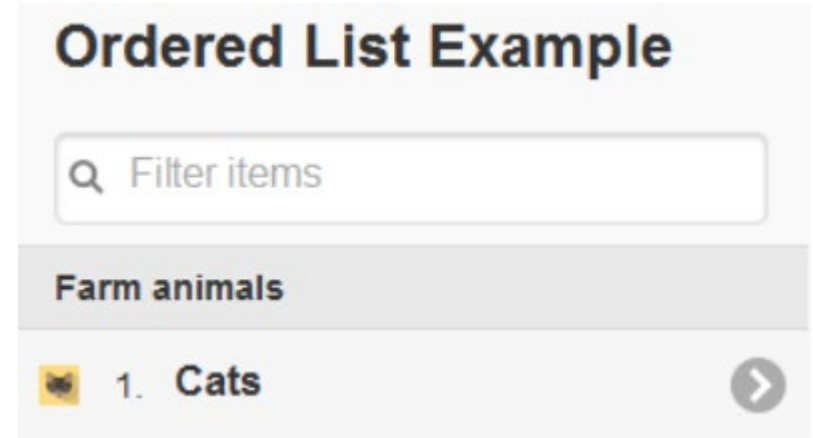 Ordered List Example
Filter items
Farm animals
1. Cats